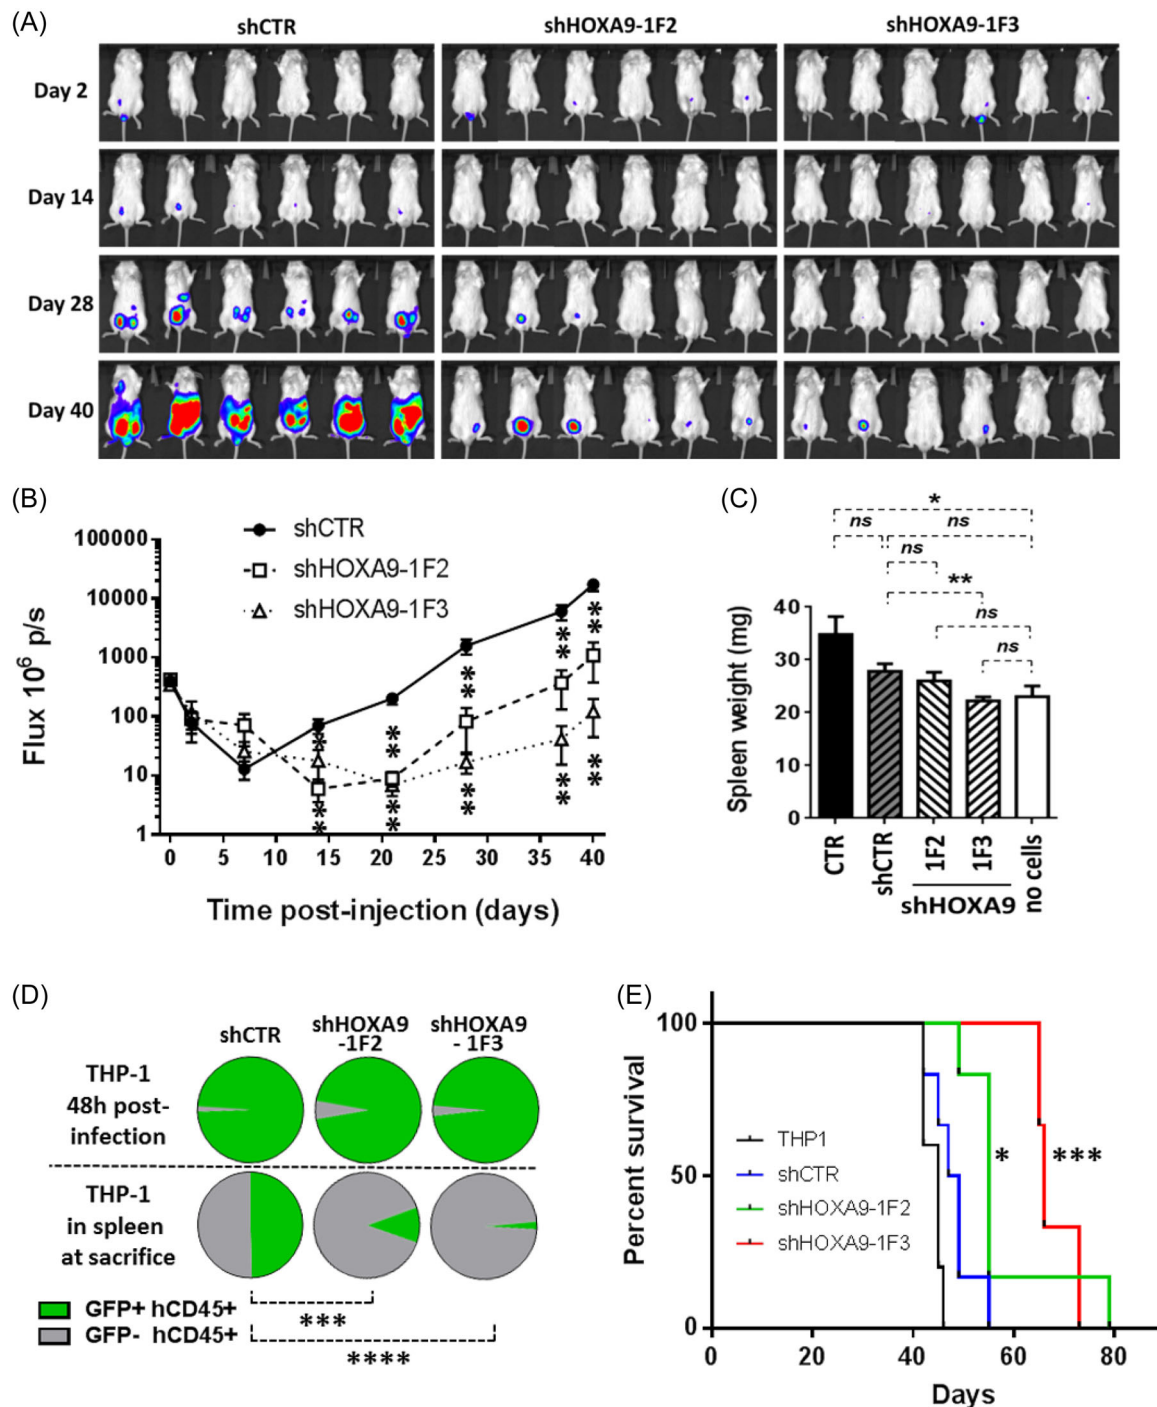 (A)
shCTR shHOXA9-1F2 shHOXA9-1F3
Day 2
Day 14
Day 28
Day 40
(B)
shCTR
shHOXA9-1F2
shHOXA9-1F3
100000
10000
1000
100
10
1
Flux 10⁶ p/s
** ** ** **
* ** ** ** ** **
0 5 10 15 20 25 30 35 40
Time post-injection (days)
(C)
*
ns ns
ns
**
ns
ns
40
30
20
10
0
Spleen weight (mg)
CTR shCTR 1F2 1F3 no cells
shHOXA9
(D)
shCTR shHOXA9 shHOXA9
-1F2 - 1F3
THP-1
48h post-
infection
THP-1
in spleen
at sacrifice
GFP+ hCD45+
GFP- hCD45+
***
****
(E)
100
50
0
Percent survival
THP1
shCTR
shHOXA9-1F2
shHOXA9-1F3
* ***
0 20 40 60 80
Days